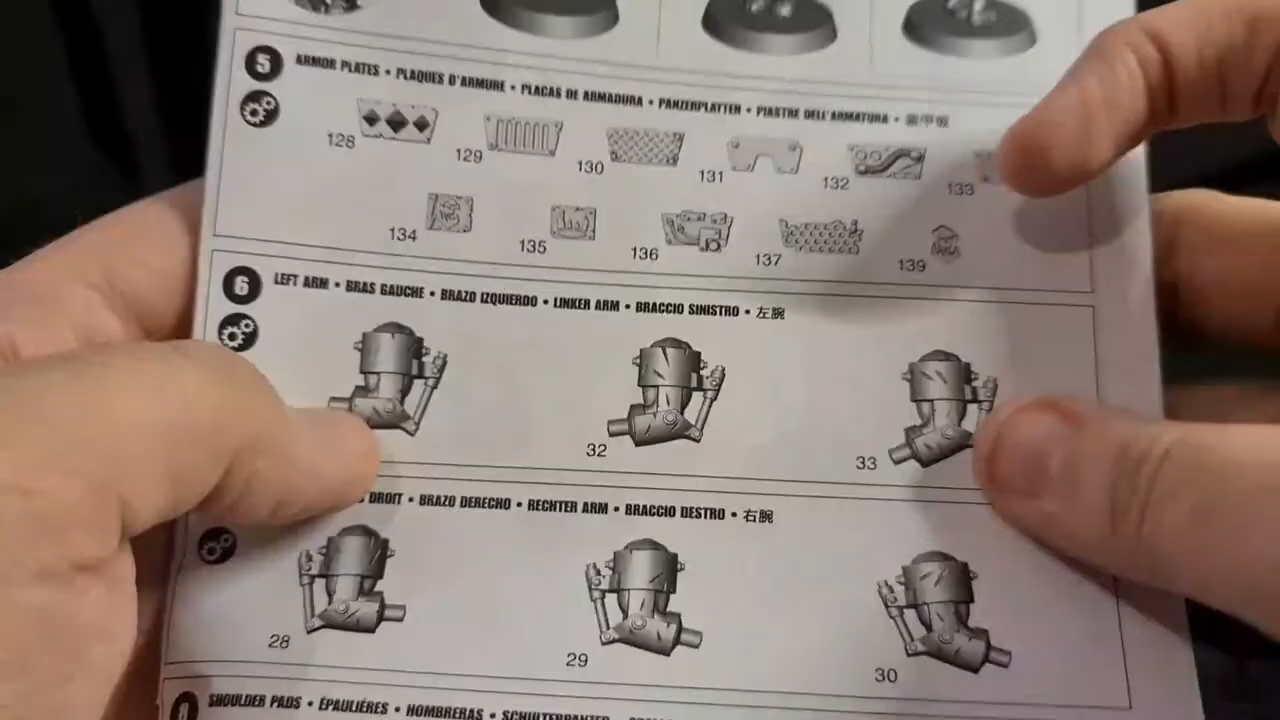 5 ARMOR PLATES • PLAQUES D'ARMURE • PLACAS DE ARMADURA • PANZERPLATTEN • PIASTRE DELL'ARMATURA • 装甲板
128 129 130 131 132 133
134 135 136 137 139
6 LEFT ARM • BRAS GAUCHE • BRAZO IZQUIERDO • LINKER ARM • BRACCIO SINISTRO • 左腕
32 33
DROIT • BRAZO DERECHO • RECHTER ARM • BRACCIO DESTRO • 右腕
28 29 30
SHOULDER PADS • ÉPAULIÉRES • HOMBRERAS • SCHULTERPANZER